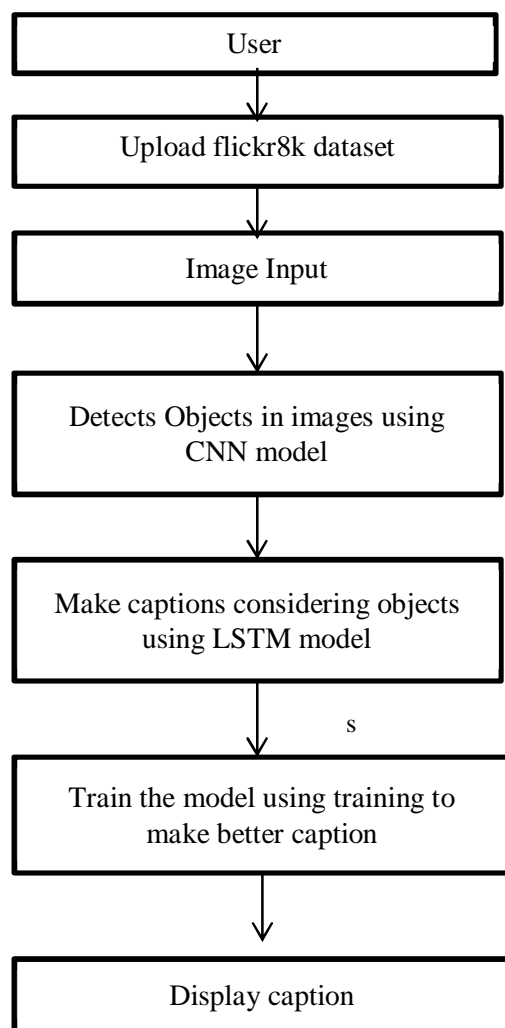 User
Upload flickr8k dataset
Image Input
Detects Objects in images using
CNN model
Make captions considering objects
using LSTM model
s
Train the model using training to
make better caption
Display caption